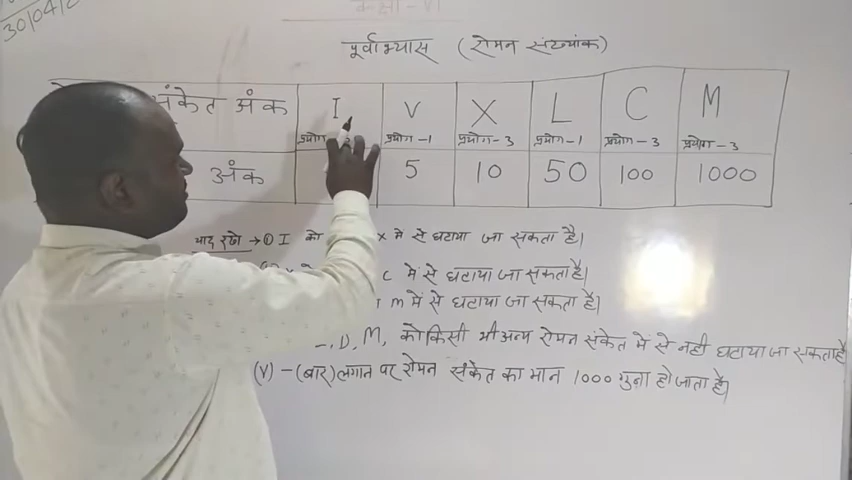 30/04/2
कक्षा-VI
पूर्वाभ्यास (रोमन संख्यांक)
संकेत अंक I V X L C M
प्रयोग प्रयोग -1 प्रयोग-3 प्रयोग-1 प्रयोग-3 प्रयोग-3
अंक 5 10 50 100 1000
याद रखो → ① I को X मे से घटाया जा सकता है।
C मे से घटाया जा सकता है।
M में से घटाया जा सकता है।
D, M, को किसी भी अन्य रोमन संकेत में से नही घटाया जा सकता है
(V) - (बार) लगान पर रोमन संकेत का मान 1000 गुना हो जाता है।